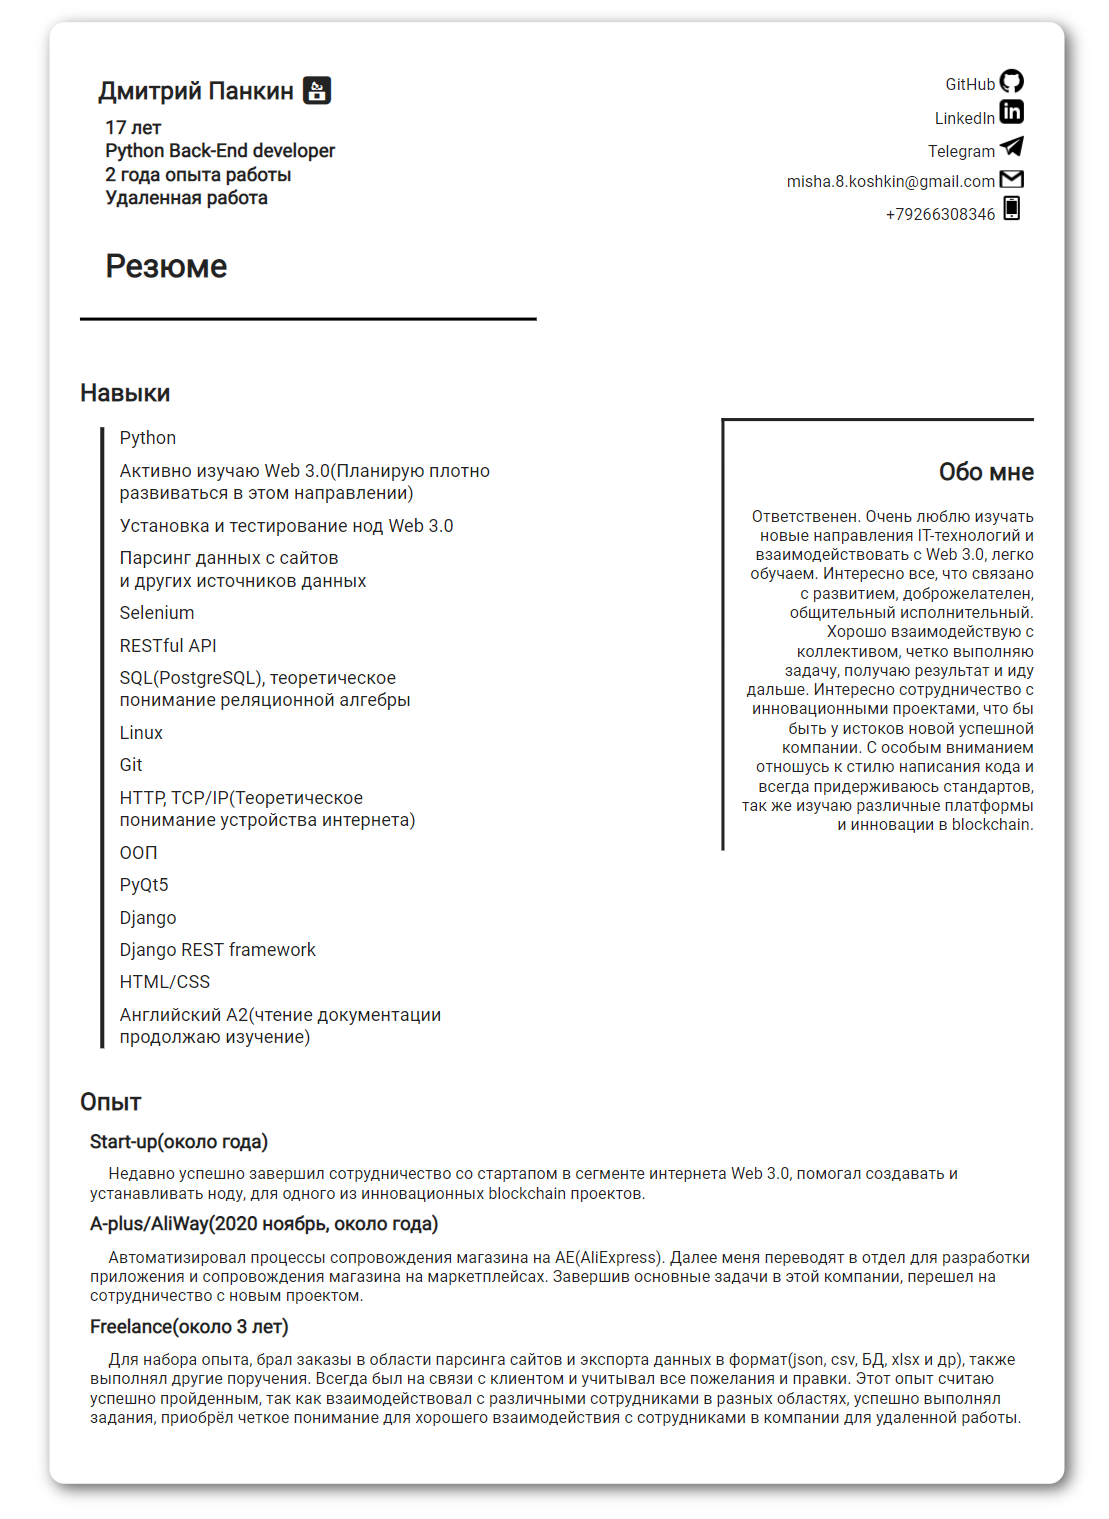 Дмитрий Панкин
17 лет
Python Back-End developer
2 года опыта работы
Удаленная работа
GitHub
LinkedIn
Telegram
misha.8.koshkin@gmail.com
+79266308346
Резюме
Навыки
Python
Активно изучаю Web 3.0(Планирую плотно
развиваться в этом направлении)
Установка и тестирование нод Web 3.0
Парсинг данных с сайтов
и других источников данных
Selenium
RESTful API
SQL(PostgreSQL), теоретическое
понимание реляционной алгебры
Linux
Git
HTTP, TCP/IP(Теоретическое
понимание устройства интернета)
ООП
PyQt5
Django
Django REST framework
HTML/CSS
Английский А2(чтение документации
продолжаю изучение)
Обо мне
Ответственен. Очень люблю изучать
новые направления IT-технологий и
взаимодействовать с Web 3.0, легко
обучаем. Интересно все, что связано
с развитием, доброжелателен,
общительный исполнительный.
Хорошо взаимодействую с
коллективом, четко выполняю
задачу, получаю результат и иду
дальше. Интересно сотрудничество с
инновационными проектами, что бы
быть у истоков новой успешной
компании. С особым вниманием
отношусь к стилю написания кода и
всегда придерживаюсь стандартов,
так же изучаю различные платформы
и инновации в blockchain.
Опыт
Start-up(около года)
Недавно успешно завершил сотрудничество со стартапом в сегменте интернета Web 3.0, помогал создавать и
устанавливать ноду, для одного из инновационных blockchain проектов.
A-plus/AliWay(2020 ноябрь, около года)
Автоматизировал процессы сопровождения магазина на AE(AliExpress). Далее меня переводят в отдел для разработки
приложения и сопровождения магазина на маркетплейсах. Завершив основные задачи в этой компании, перешел на
сотрудничество с новым проектом.
Freelance(около 3 лет)
Для набора опыта, брал заказы в области парсинга сайтов и экспорта данных в формат(json, csv, БД, xlsx и др), также
выполнял другие поручения. Всегда был на связи с клиентом и учитывал все пожелания и правки. Этот опыт считаю
успешно пройденным, так как взаимодействовал с различными сотрудниками в разных областях, успешно выполнял
задания, приобрёл четкое понимание для хорошего взаимодействия с сотрудниками в компании для удаленной работы.